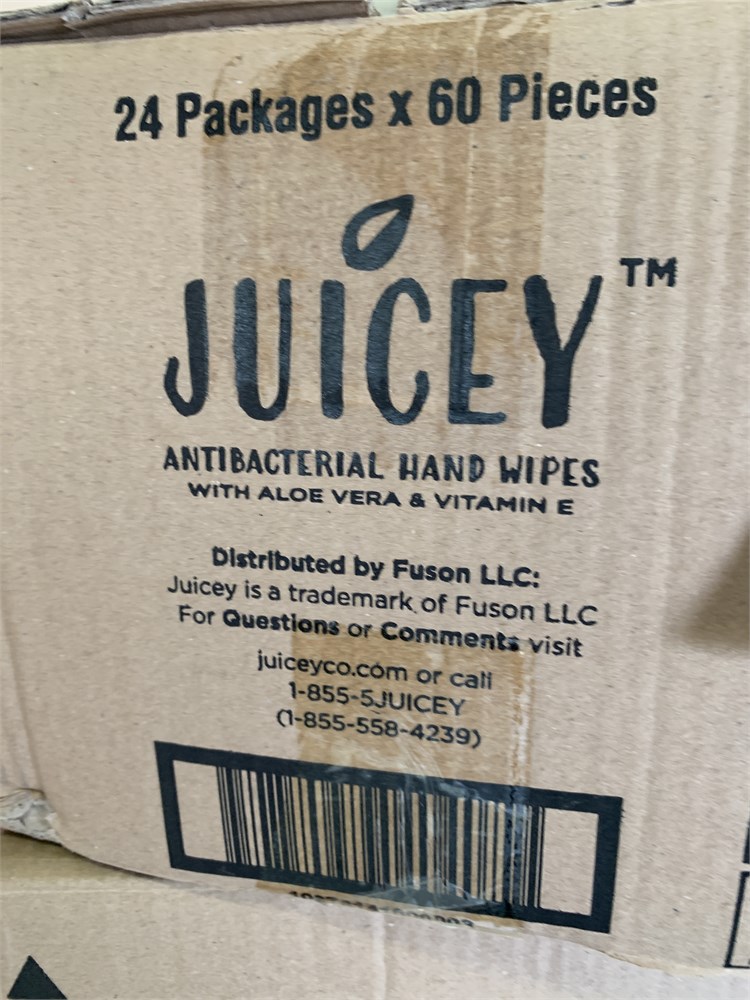 24 Packages x 60 Pieces
JUICEY™
ANTIBACTERIAL HAND WIPES
WITH ALOE VERA & VITAMIN E
Distributed by Fuson LLC:
Juicey is a trademark of Fuson LLC
For Questions or Comments visit
juiceyco.com or call
1-855-5JUICEY
(1-855-558-4239)